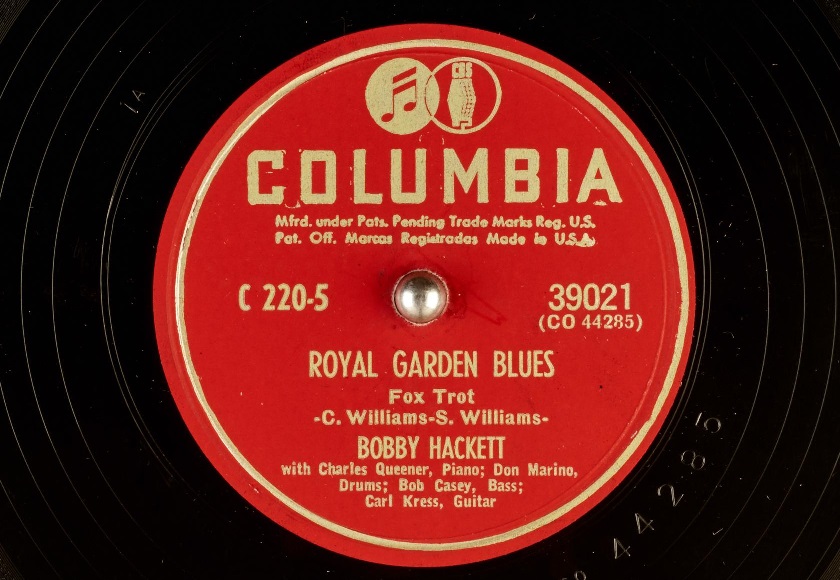 CBS
COLUMBIA
Mfrd. under Pats. Pending Trade Marks Reg. U.S.
Pat. Off. Marcas Registradas Made in U.S.A.
C 220-5
39021
(CO 44285)
ROYAL GARDEN BLUES
Fox Trot
-C. Williams-S. Williams-
BOBBY HACKETT
with Charles Queener, Piano; Don Marino,
Drums; Bob Casey, Bass;
Carl Kress, Guitar
1A
44285